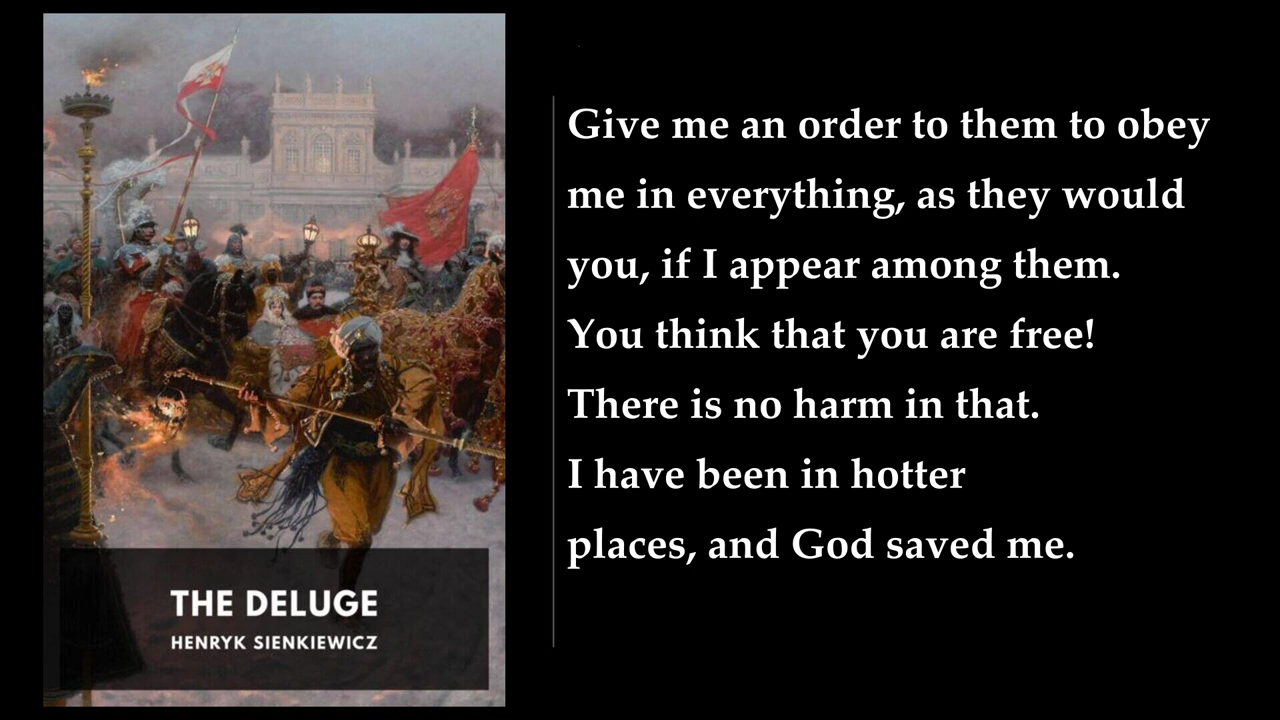 THE DELUGE
HENRYK SIENKIEWICZ
Give me an order to them to obey
me in everything, as they would
you, if I appear among them.
You think that you are free!
There is no harm in that.
I have been in hotter
places, and God saved me.